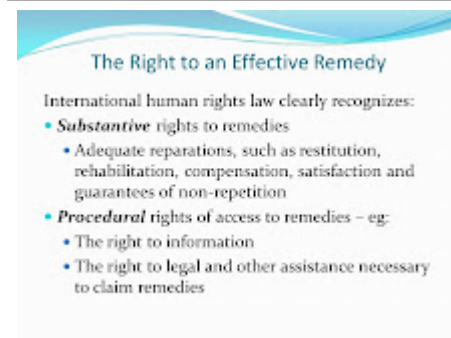 The Right to an Effective Remedy
International human rights law clearly recognizes:
• Substantive rights to remedies
• Adequate reparations, such as restitution,
rehabilitation, compensation, satisfaction and
guarantees of non-repetition
• Procedural rights of access to remedies – eg:
• The right to information
• The right to legal and other assistance necessary
to claim remedies